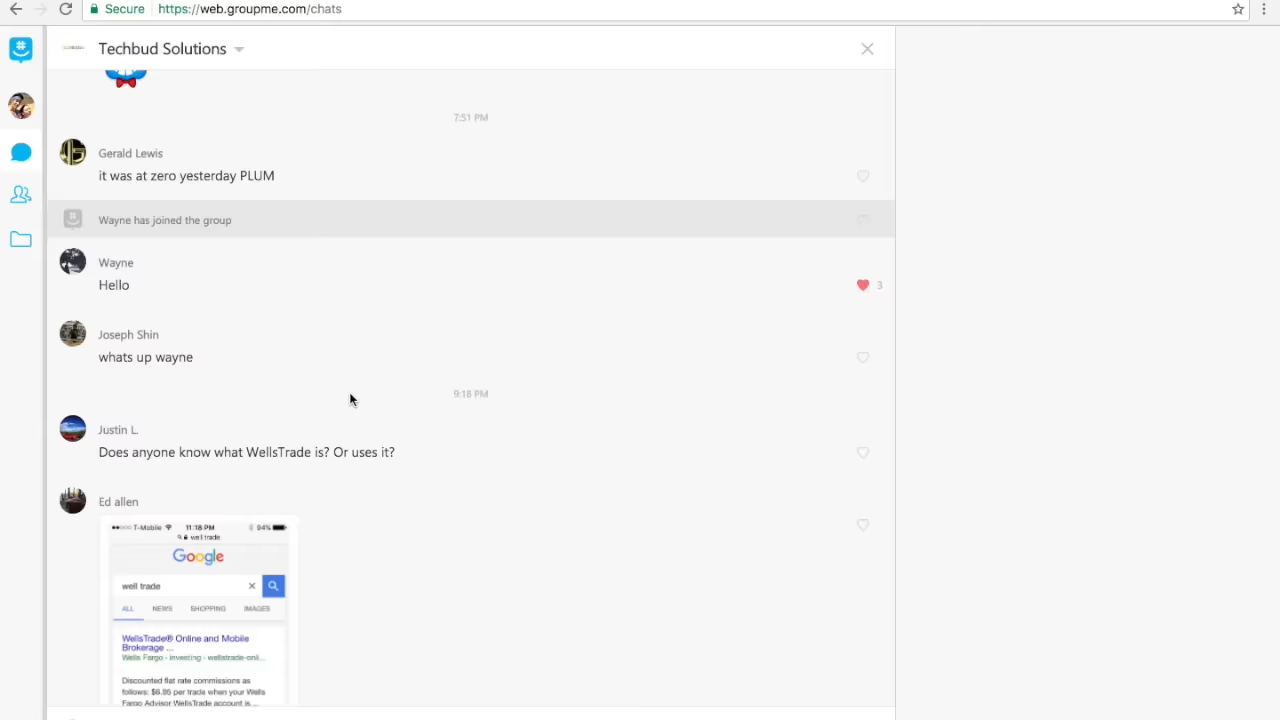 Secure https://web.groupme.com/chats
Techbud Solutions
7:51 PM
Gerald Lewis
it was at zero yesterday PLUM
Wayne has joined the group
Wayne
Hello
3
Joseph Shin
whats up wayne
9:18 PM
Justin L.
Does anyone know what WellsTrade is? Or uses it?
Ed allen
T-Mobile 11:18 PM 94%
well trade
Google
well trade
ALL NEWS SHOPPING IMAGES
WellsTrade® Online and Mobile
Brokerage ...
Wells Fargo › investing › wellstrade-onli...
Discounted flat rate commissions as
follows: $6.95 per trade when your Wells
Fargo Advisor WellsTrade account is...